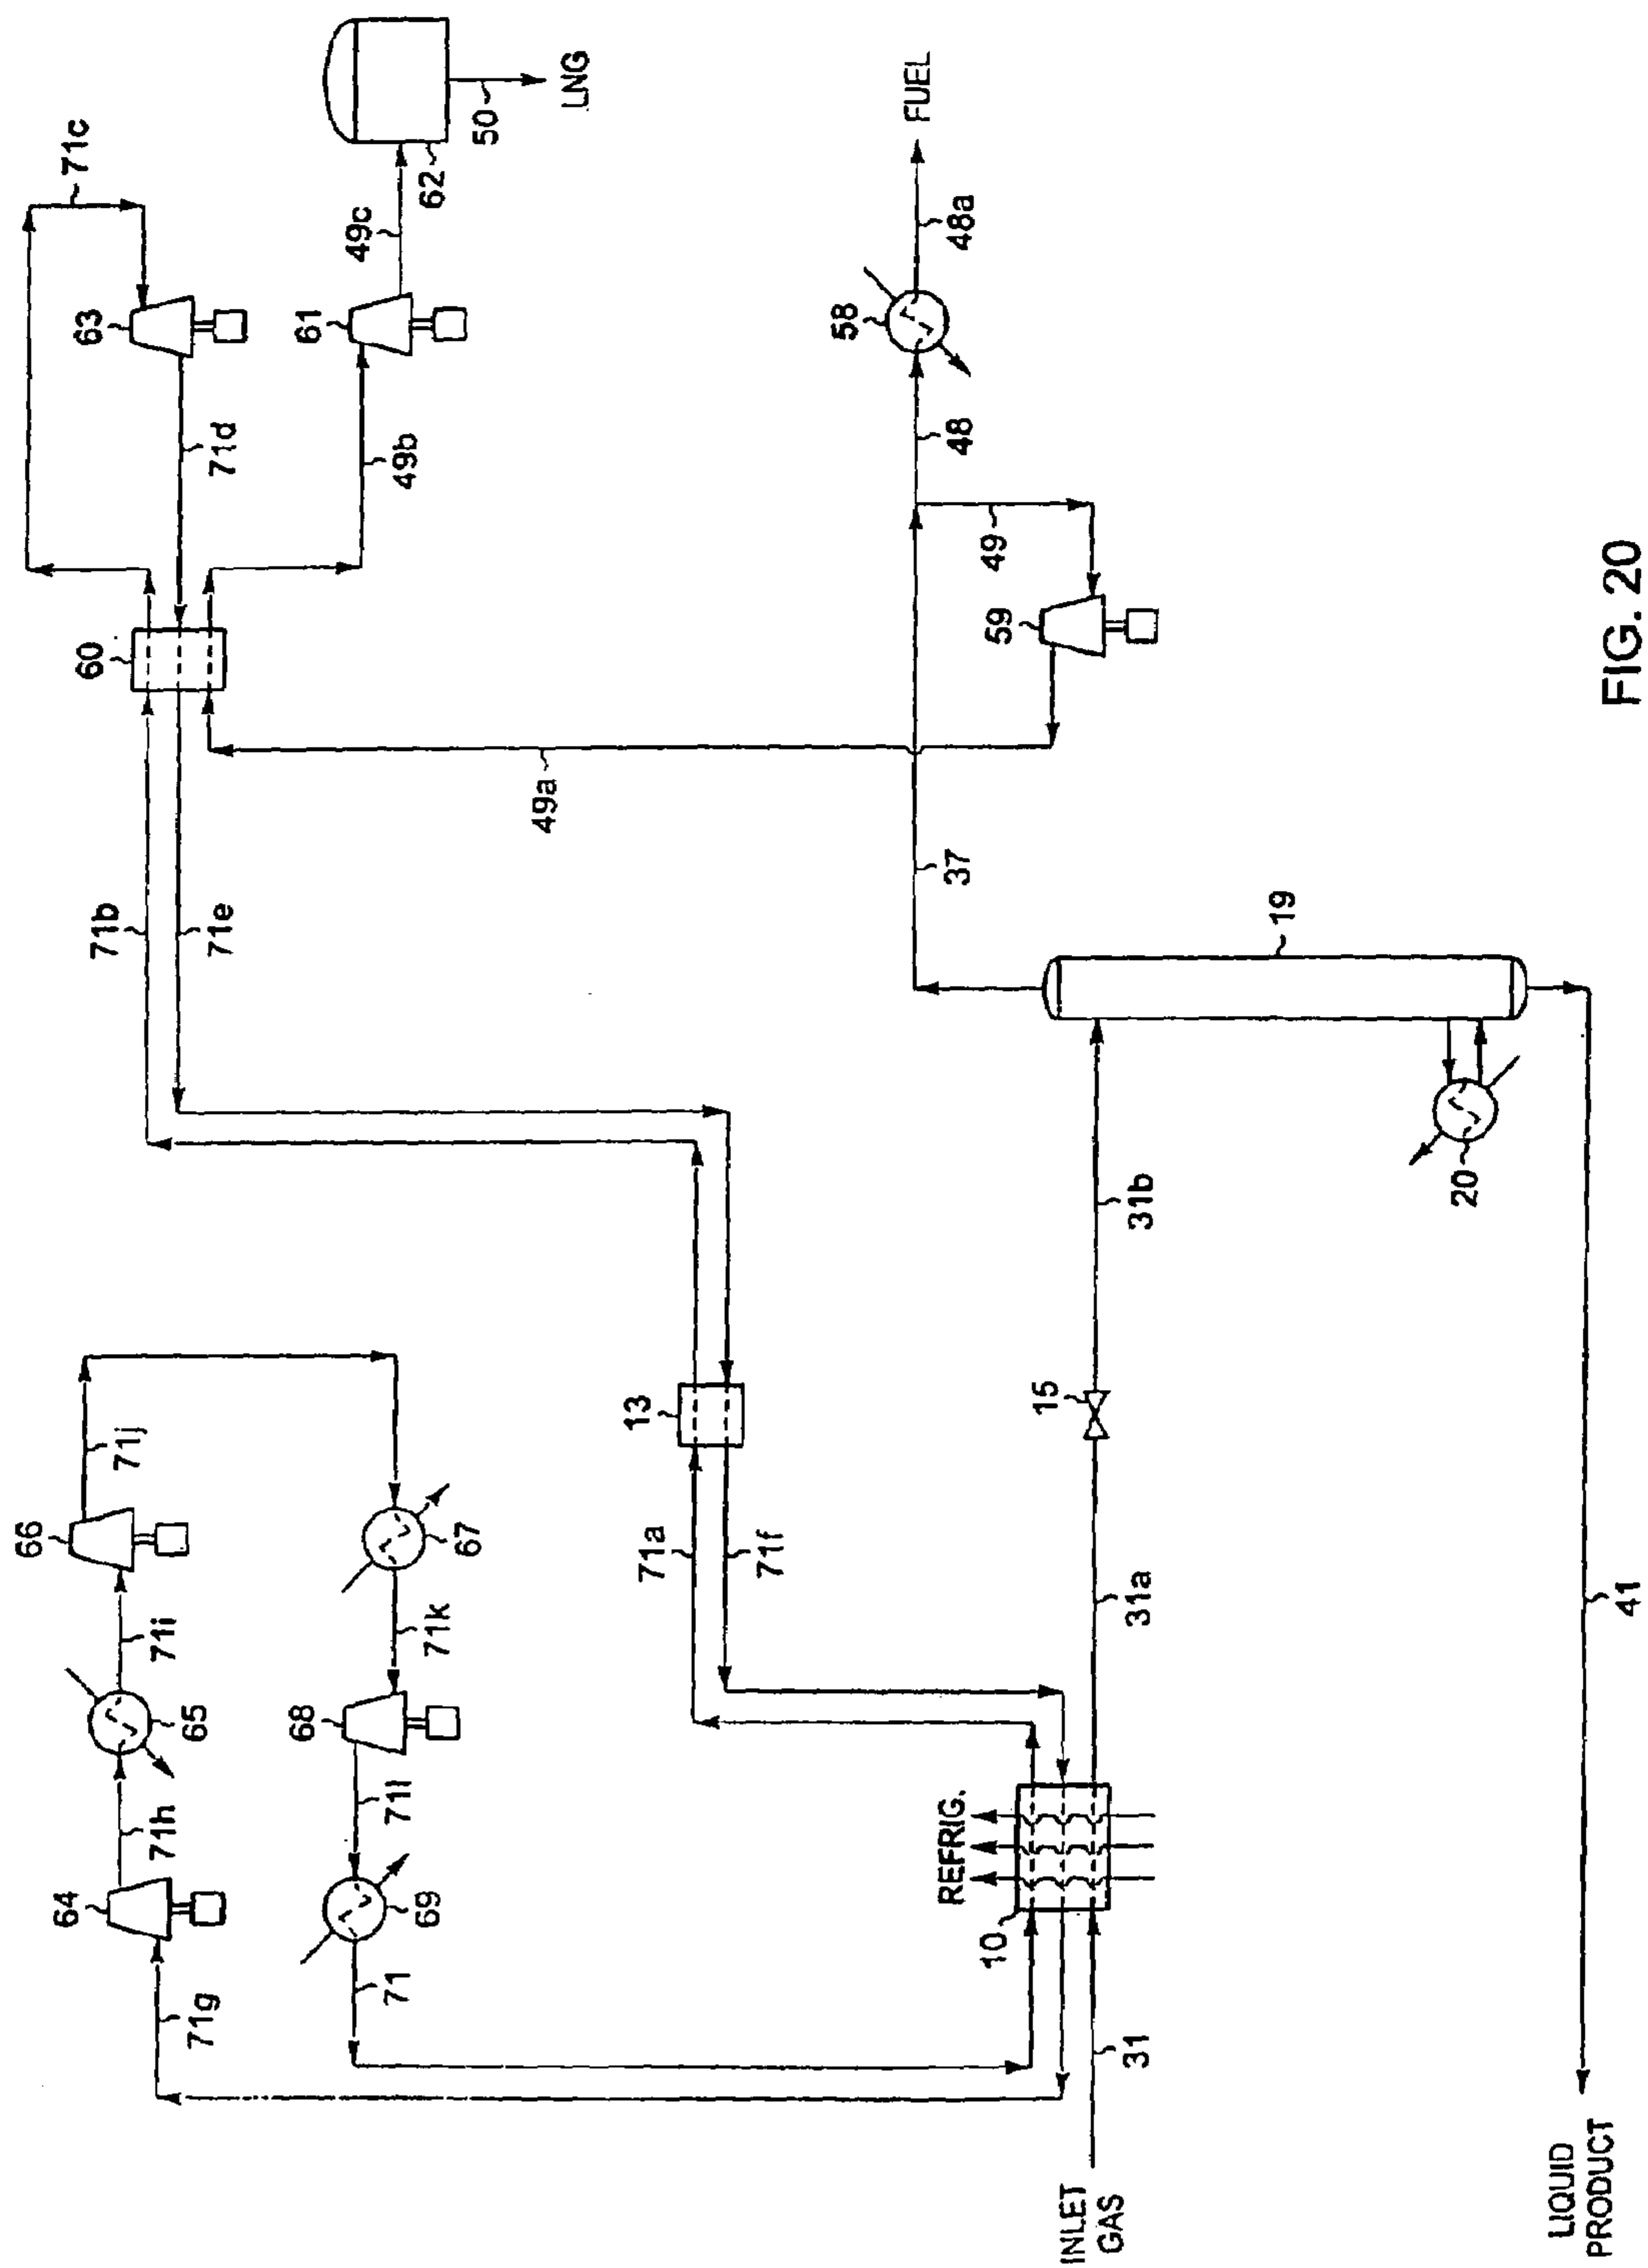 71c
63
71d
60
71b
71e
61
49b
49c
62
50
LNG
66
71j
71i
65
71h
64
71g
67
71k
68
71l
69
71
13
71a
71f
49a
58
48
48a
FUEL
49
59
37
REFRIG.
10
31
INLET
GAS
31a
15
31b
19
20
41
LIQUID
PRODUCT
FIG. 20